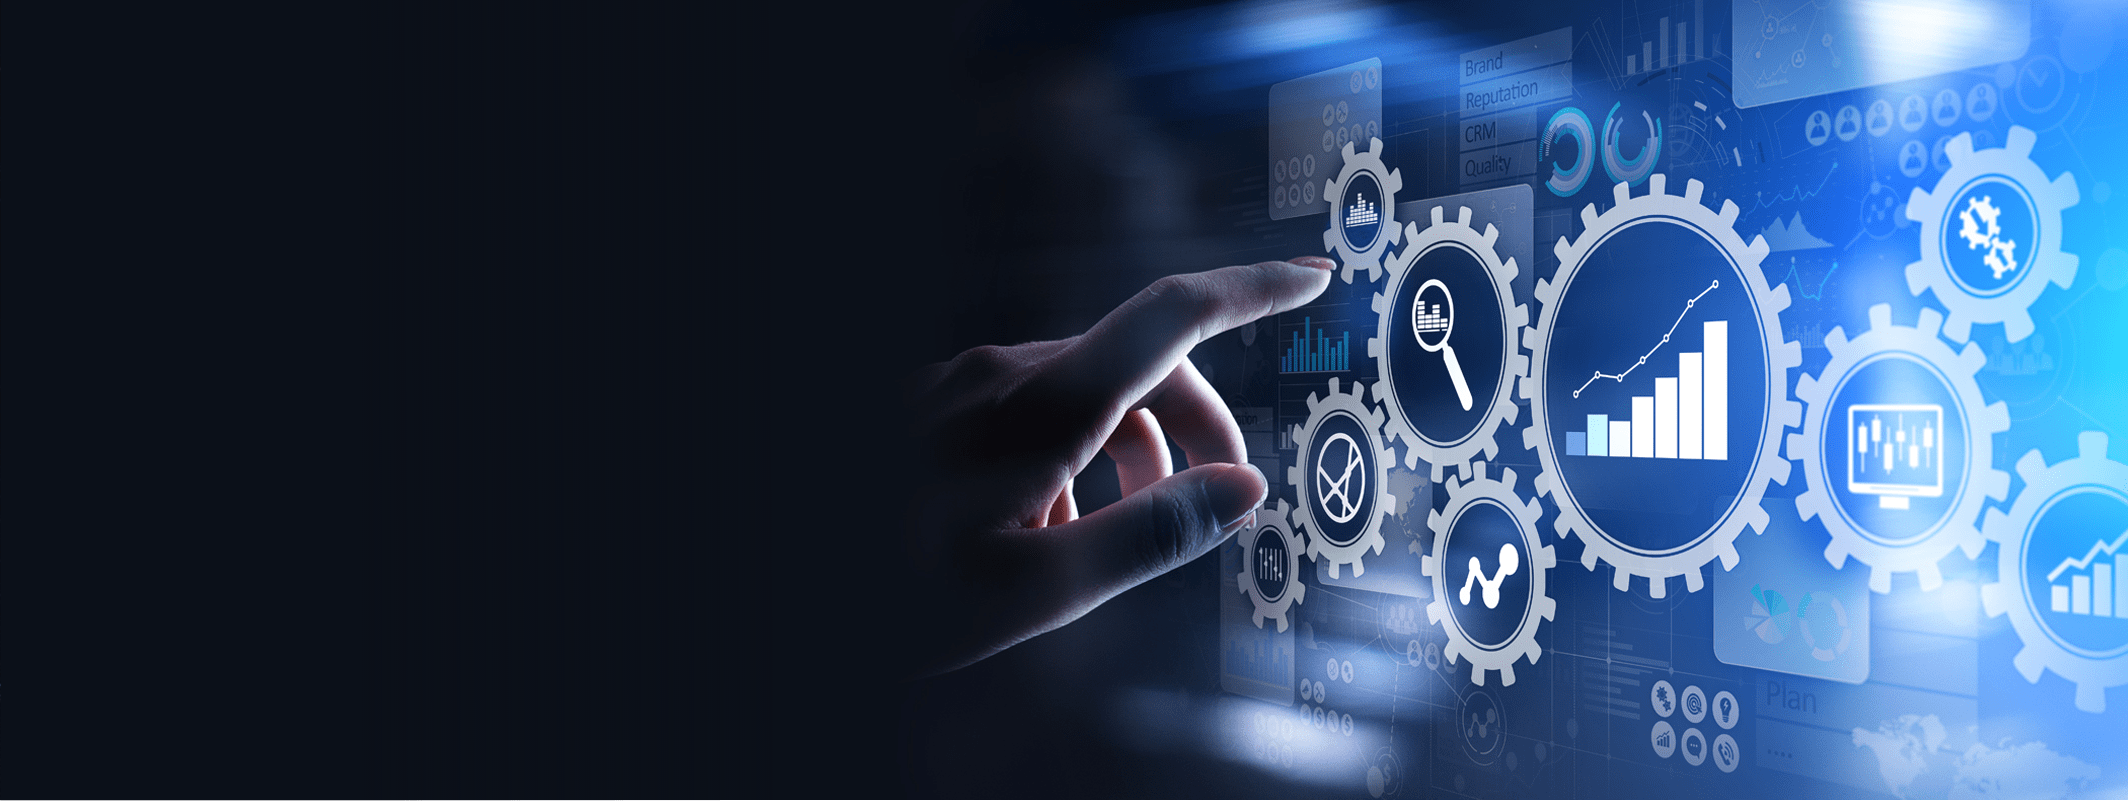 Brand
Reputation
CRM
Quality
Plan